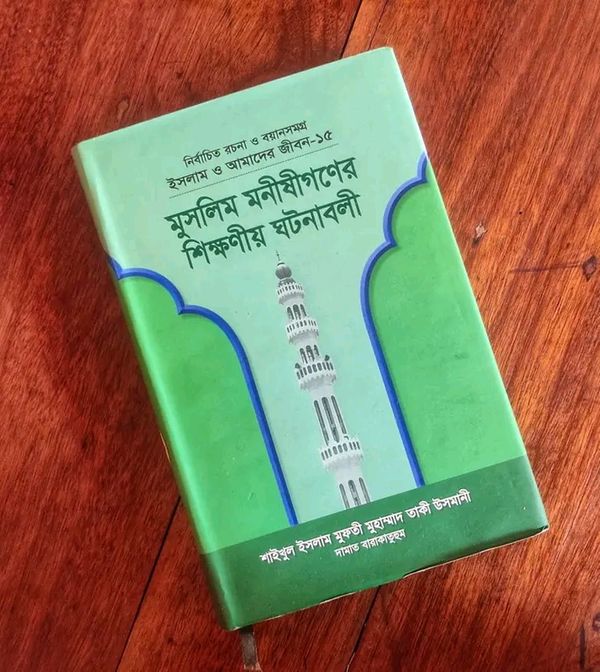 নির্বাচিত রচনা ও বয়ানসমগ্র
ইসলাম ও আমাদের জীবন-১৫
মুসলিম মনীষীগণের
শিক্ষণীয় ঘটনাবলী
শাইখুল ইসলাম মুফতী মুহাম্মাদ তাকী উসমানী
দামাত বারাকাতুহুম